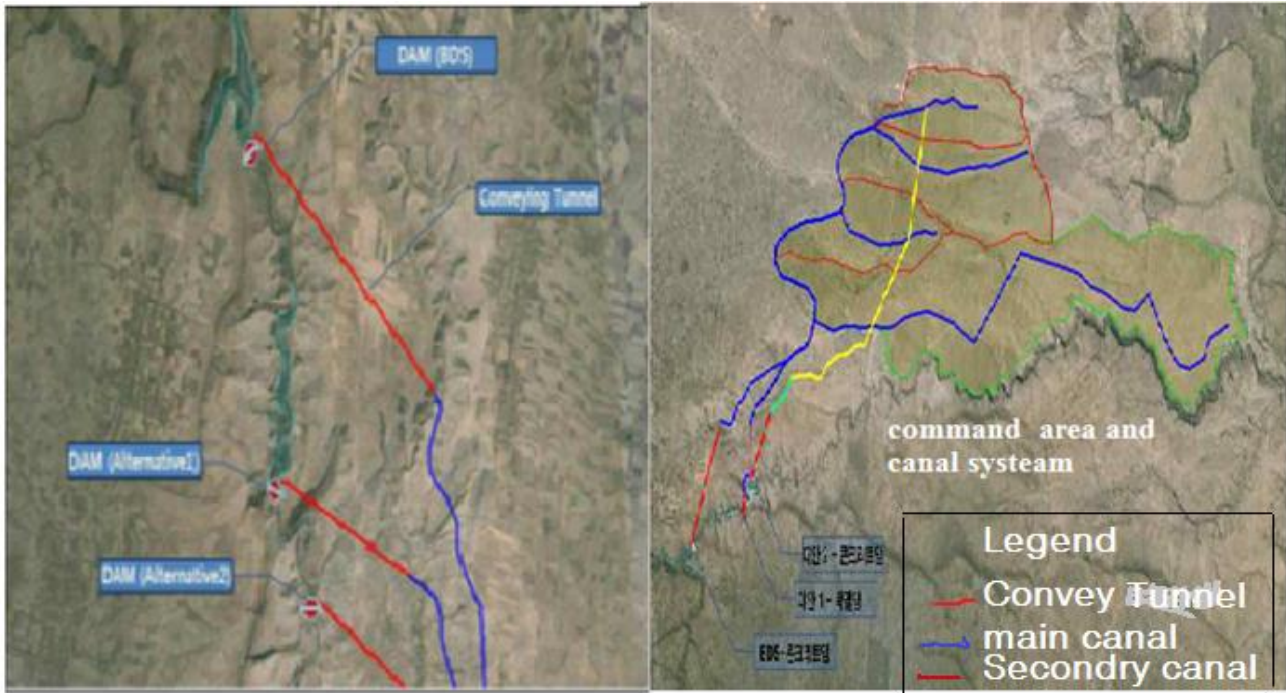 DAM (BDS)
Conveying Tunnel
DAM (Alternative1)
DAM (Alternative2)
command area and
canal systeam
Legend
Convey Tunnel
main canal
Secondry canal